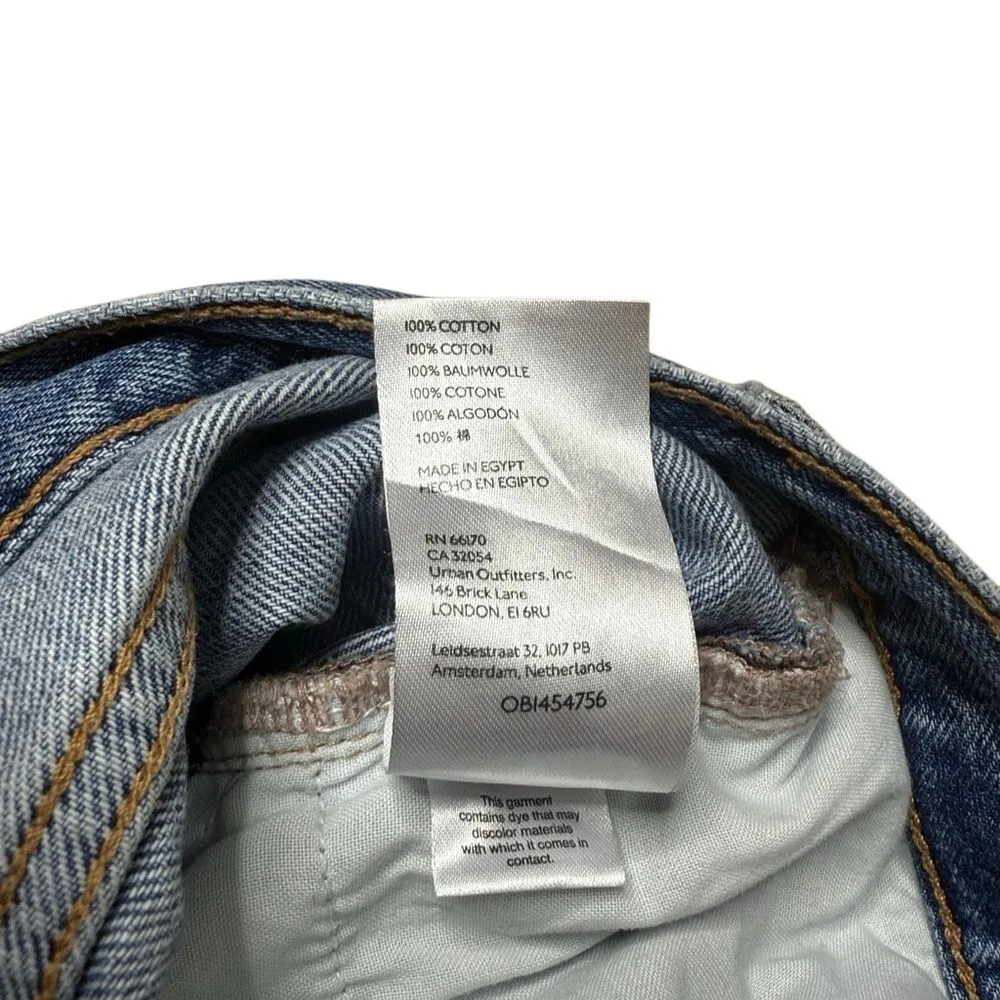 100% COTTON
100% COTON
100% BAUMWOLLE
100% COTONE
100% ALGODÓN
100% 棉
MADE IN EGYPT
HECHO EN EGIPTO
RN 66170
CA 32054
Urban Outfitters, Inc.
146 Brick Lane
LONDON, E1 6RU
Leidsestraat 32, 1017 PB
Amsterdam, Netherlands
OB1454756
This garment
contains dye that may
discolor materials
with which it comes in
contact.